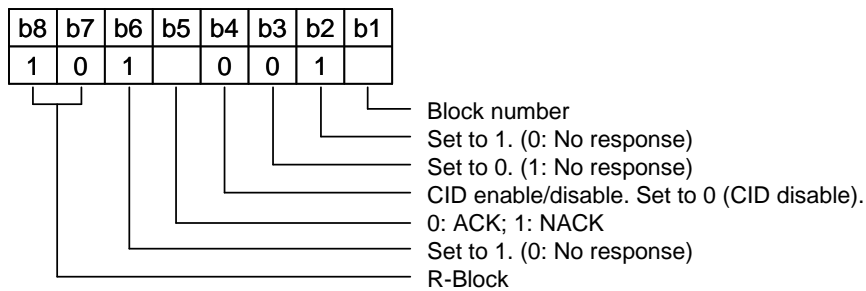 b8 b7 b6 b5 b4 b3 b2 b1
1 0 1 0 0 1
Block number
Set to 1. (0: No response)
Set to 0. (1: No response)
CID enable/disable. Set to 0 (CID disable).
0: ACK; 1: NACK
Set to 1. (0: No response)
R-Block